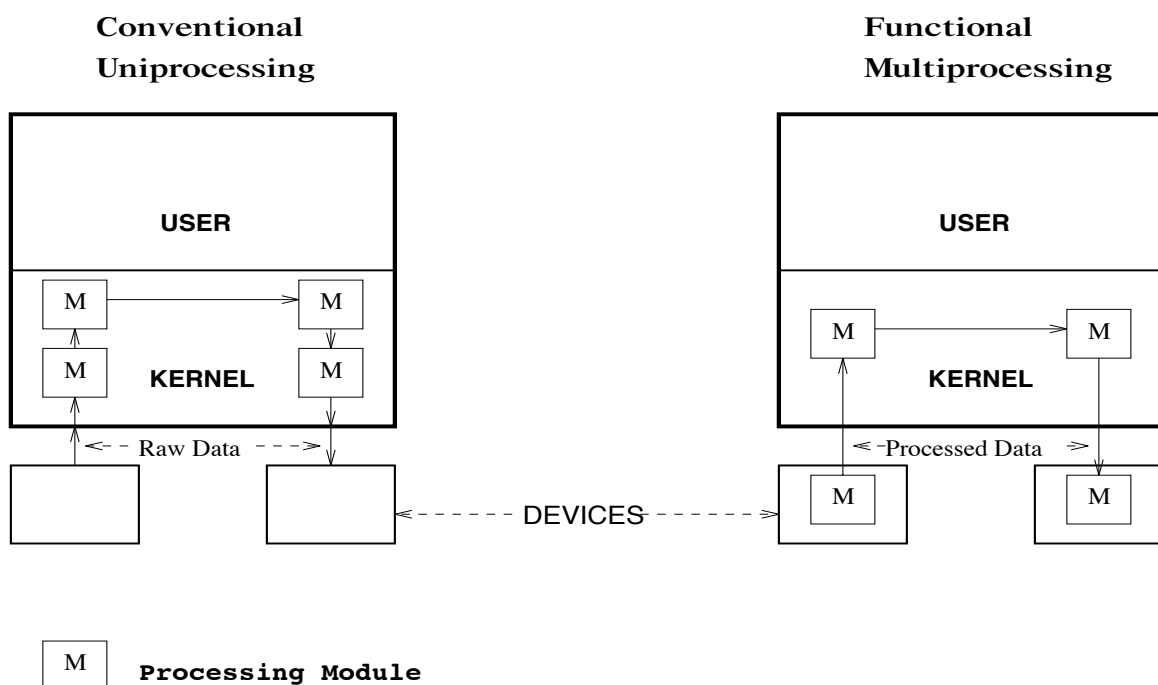 Conventional
Uniprocessing
Functional
Multiprocessing
USER
USER
M
M
M
M
M
M
KERNEL
M
M
KERNEL
Raw Data
Processed Data
M
M
DEVICES
M
Processing Module